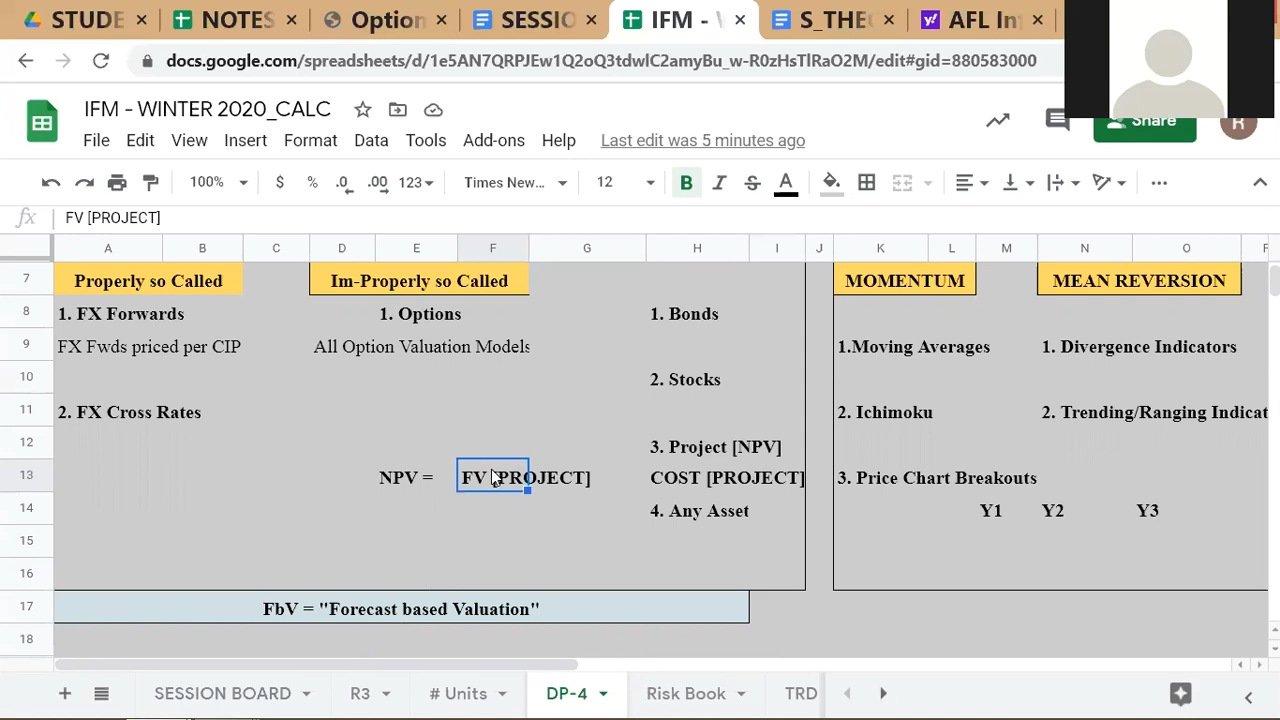 STUDE
NOTES
Option
SESSIO
IFM - W
S_THEO
AFL Int
docs.google.com/spreadsheets/d/1e5AN7QRPJEw1Q2oQ3tdwlC2amyBu_w-R0zHsTlRaO2M/edit#gid=880583000
IFM - WINTER 2020_CALC
Share
R
File Edit View Insert Format Data Tools Add-ons Help Last edit was 5 minutes ago
100% $ % .0 .00 123 Times New... 12 B I S A
fx FV [PROJECT]
A B C D E F G H I J K L M N O
7 Properly so Called Im-Properly so Called MOMENTUM MEAN REVERSION
8 1. FX Forwards 1. Options 1. Bonds
9 FX Fwds priced per CIP All Option Valuation Models 1.Moving Averages 1. Divergence Indicators
10 2. Stocks
11 2. FX Cross Rates 2. Ichimoku 2. Trending/Ranging Indicat
12 3. Project [NPV]
13 NPV = FV [PROJECT] COST [PROJECT] 3. Price Chart Breakouts
14 4. Any Asset Y1 Y2 Y3
15
16
17 FbV = "Forecast based Valuation"
18
SESSION BOARD R3 # Units DP-4 Risk Book TRD